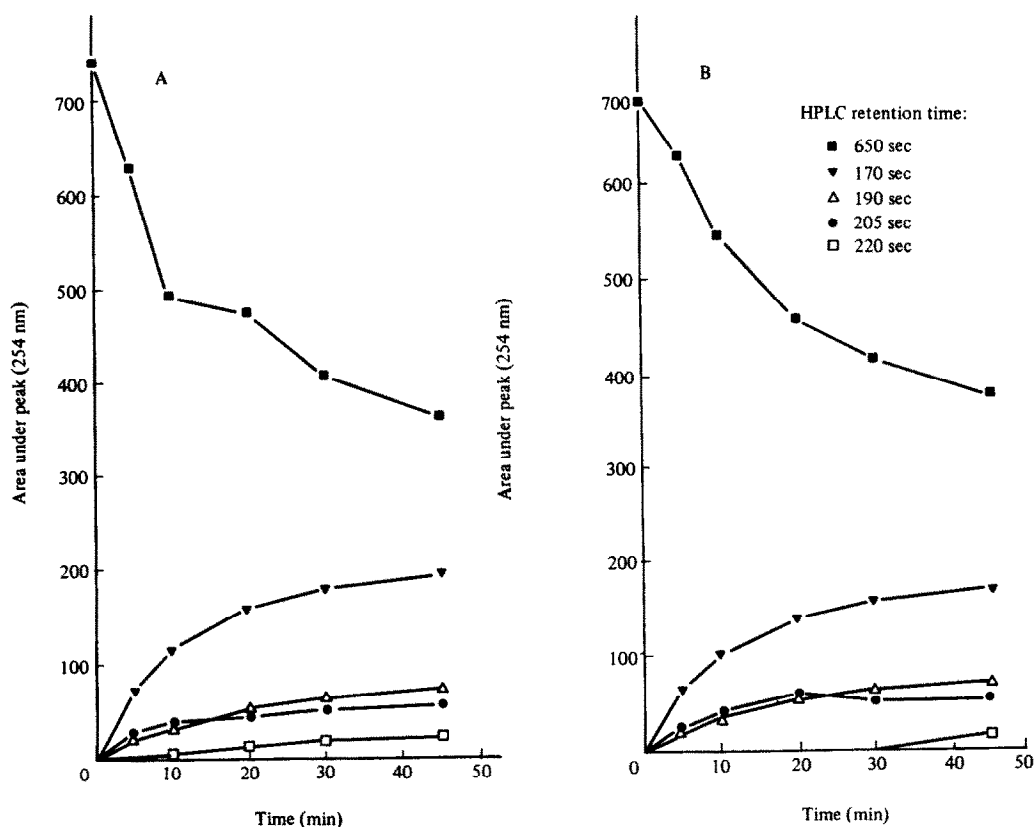 A
700
600
500
400
300
200
100
0
10
20
30
40
50
Area under peak (254 nm)
Time (min)
B
700
600
500
400
300
200
100
0
10
20
30
40
50
Area under peak (254 nm
Time (min)
HPLC retention time:
650 sec
170 sec
190 sec
205 sec
220 sec